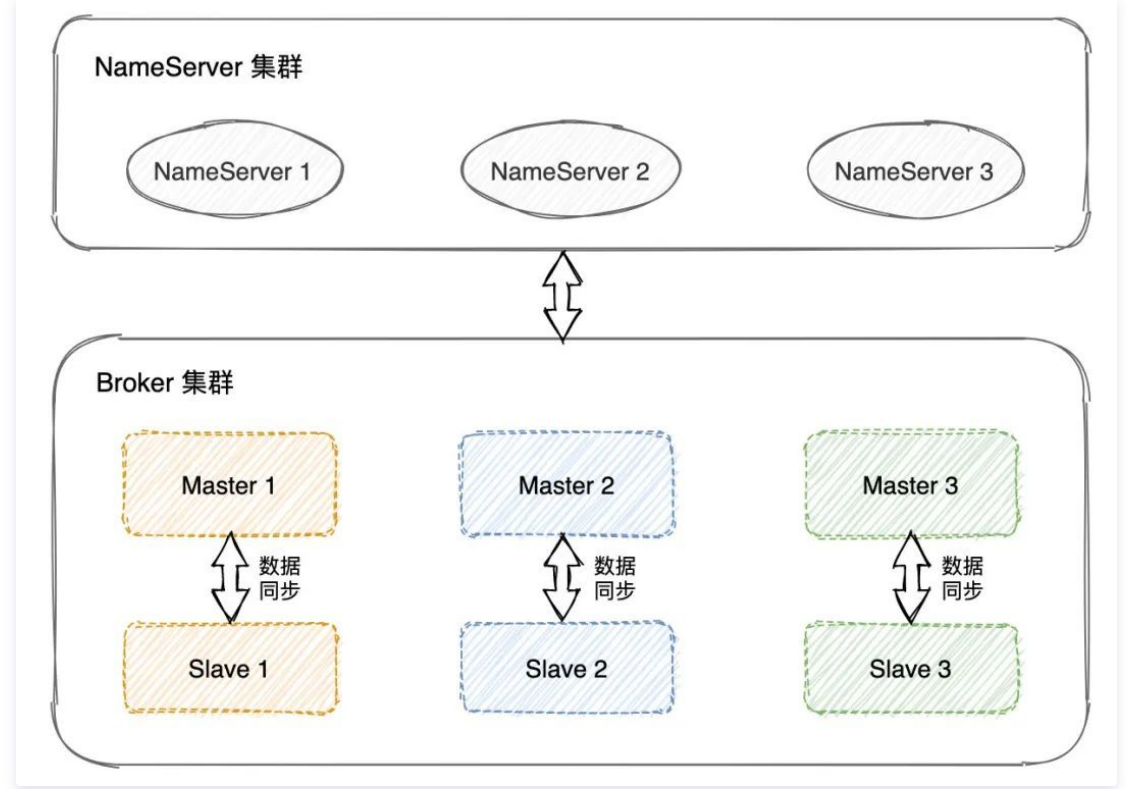 NameServer 集群
NameServer 1
NameServer 2
NameServer 3
Broker 集群
Master 1
Master 2
Master 3
数据
同步
数据
同步
数据
同步
Slave 1
Slave 2
Slave 3